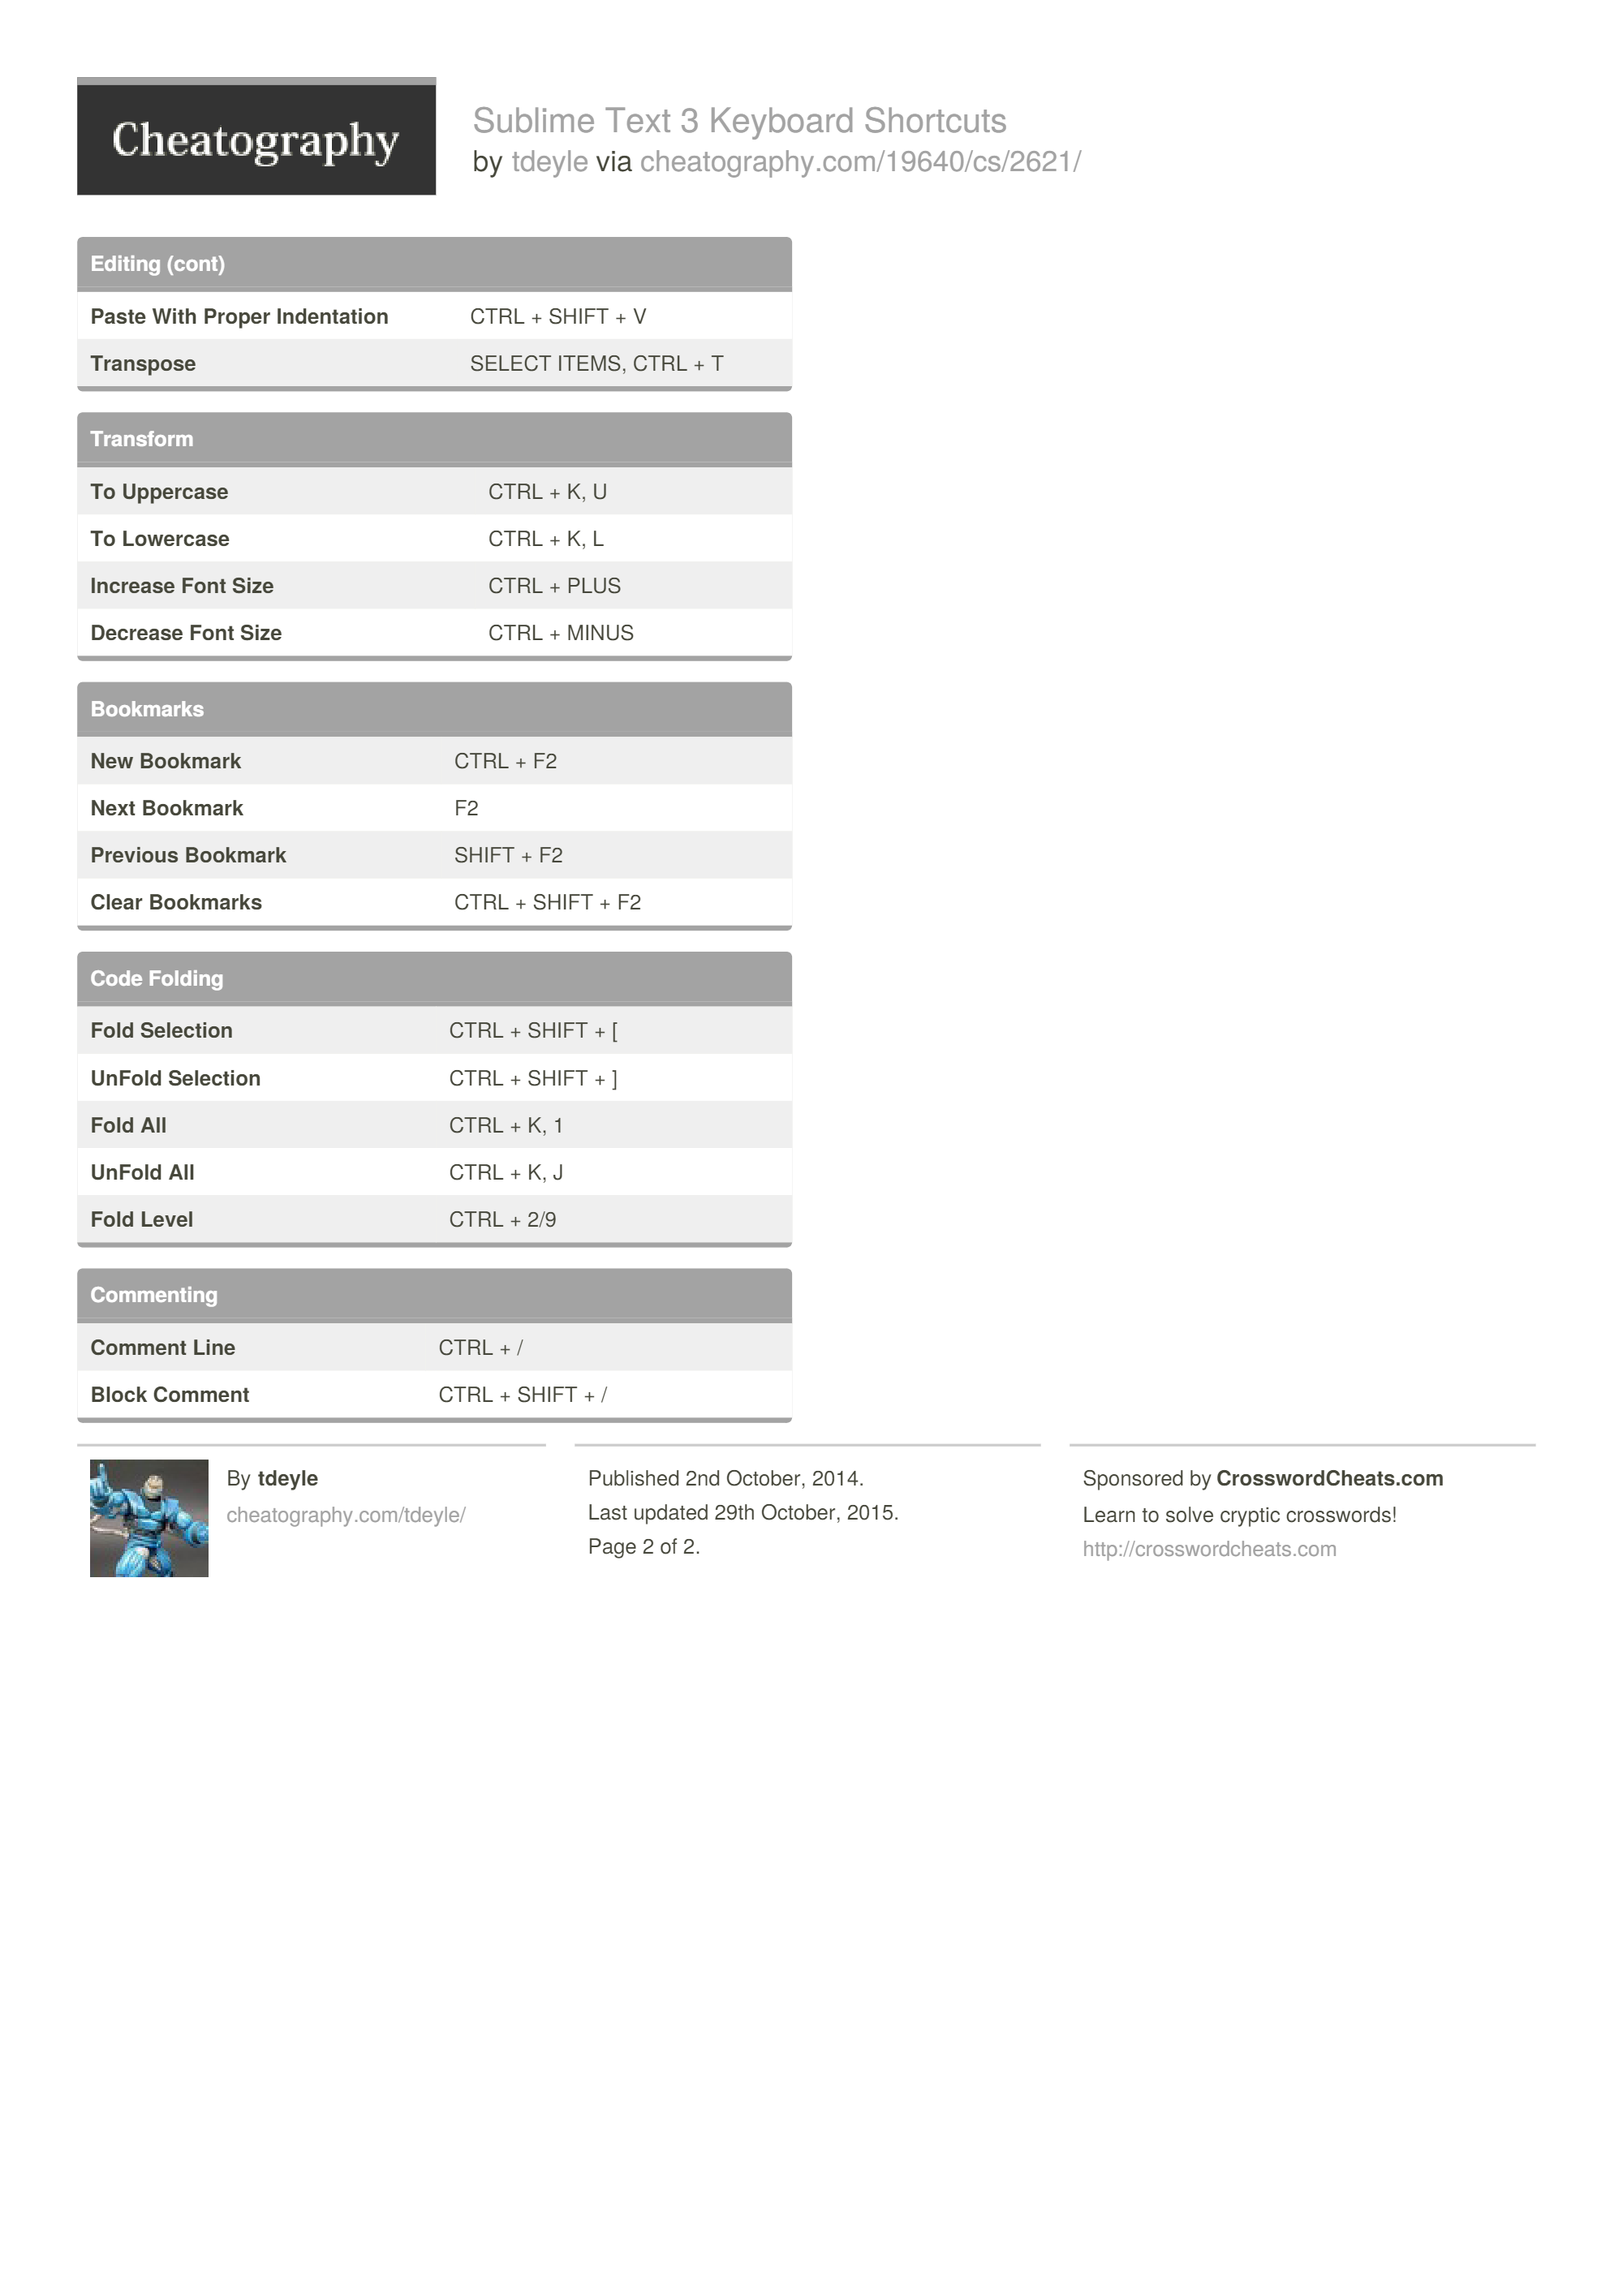 Cheatography
Sublime Text 3 Keyboard Shortcuts
by tdeyle via cheatography.com/19640/cs/2621/
Editing (cont)
Paste With Proper Indentation CTRL + SHIFT + V
Transpose SELECT ITEMS, CTRL + T
Transform
To Uppercase CTRL + K, U
To Lowercase CTRL + K, L
Increase Font Size CTRL + PLUS
Decrease Font Size CTRL + MINUS
Bookmarks
New Bookmark CTRL + F2
Next Bookmark F2
Previous Bookmark SHIFT + F2
Clear Bookmarks CTRL + SHIFT + F2
Code Folding
Fold Selection CTRL + SHIFT + [
UnFold Selection CTRL + SHIFT + ]
Fold All CTRL + K, 1
UnFold All CTRL + K, J
Fold Level CTRL + 2/9
Commenting
Comment Line CTRL + /
Block Comment CTRL + SHIFT + /
By tdeyle
cheatography.com/tdeyle/
Published 2nd October, 2014.
Last updated 29th October, 2015.
Page 2 of 2.
Sponsored by CrosswordCheats.com
Learn to solve cryptic crosswords!
http://crosswordcheats.com